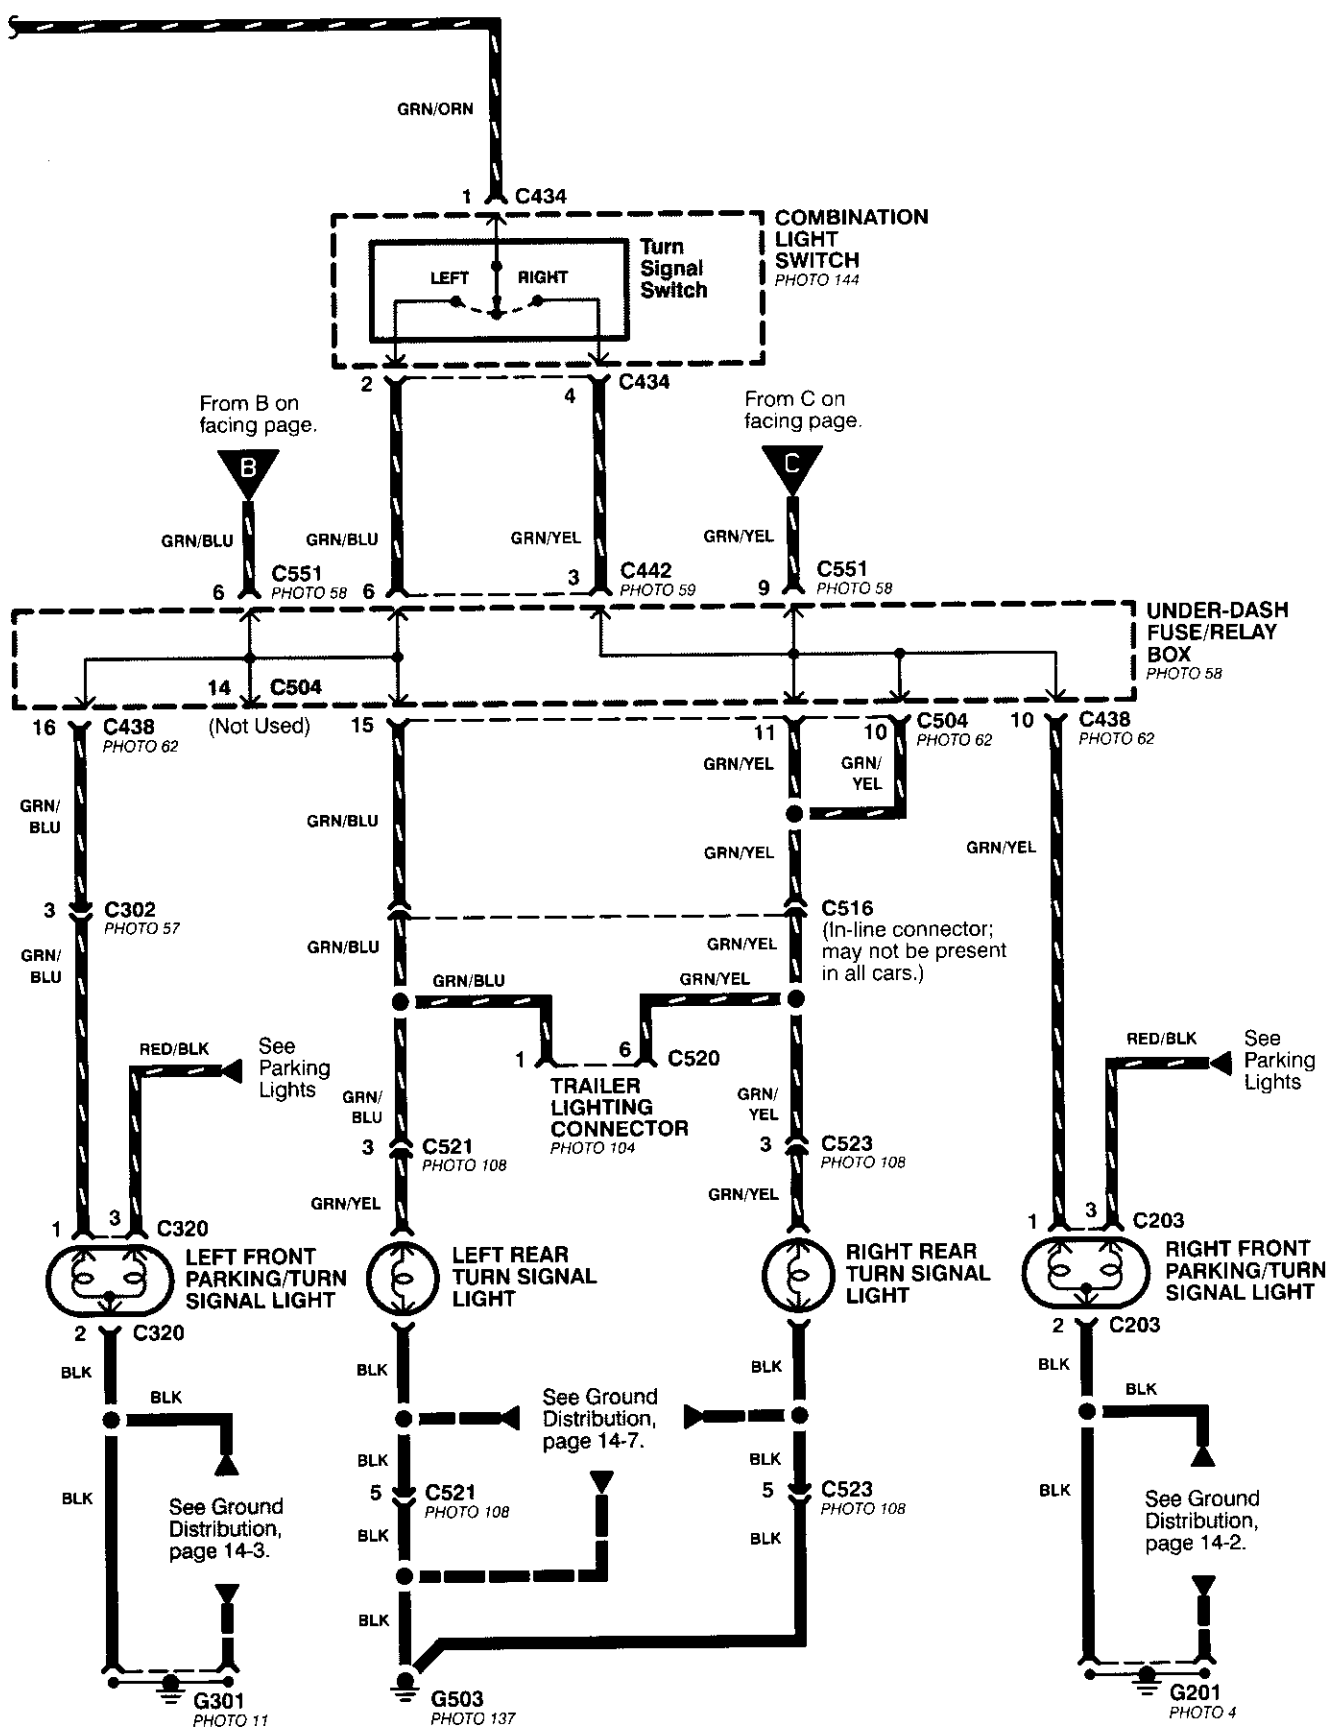 GRN/ORN
1 C434
COMBINATION
LIGHT
SWITCH
PHOTO 144
Turn
Signal
Switch
LEFT RIGHT
2 4 C434
From B on
facing page.
B
From C on
facing page.
C
GRN/BLU GRN/BLU GRN/YEL GRN/YEL
6 C551
PHOTO 58
6 3 C442
PHOTO 59
9 C551
PHOTO 58
UNDER-DASH
FUSE/RELAY
BOX
PHOTO 58
14 C504
(Not Used)
16 C438
PHOTO 62
15 11 10 C504
PHOTO 62
10 C438
PHOTO 62
GRN/YEL
GRN/
YEL
GRN/
BLU
GRN/BLU
GRN/YEL
GRN/YEL
3 C302
PHOTO 57
C516
(In-line connector;
may not be present
in all cars.)
GRN/
BLU
GRN/BLU
GRN/YEL
GRN/BLU
GRN/YEL
RED/BLK
See
Parking
Lights
1 6 C520
TRAILER
LIGHTING
CONNECTOR
PHOTO 104
RED/BLK
See
Parking
Lights
GRN/
BLU
GRN/
YEL
3 C521
PHOTO 108
3 C523
PHOTO 108
GRN/YEL
GRN/YEL
1 3 C320
LEFT FRONT
PARKING/TURN
SIGNAL LIGHT
LEFT REAR
TURN SIGNAL
LIGHT
RIGHT REAR
TURN SIGNAL
LIGHT
1 3 C203
RIGHT FRONT
PARKING/TURN
SIGNAL LIGHT
2 C320
2 C203
BLK
BLK
BLK
BLK
BLK
BLK
See Ground
Distribution,
page 14-7.
BLK
BLK
BLK
BLK
5 C521
PHOTO 108
5 C523
PHOTO 108
BLK
See Ground
Distribution,
page 14-3.
BLK
BLK
See Ground
Distribution,
page 14-2.
BLK
G301
PHOTO 11
G503
PHOTO 137
G201
PHOTO 4